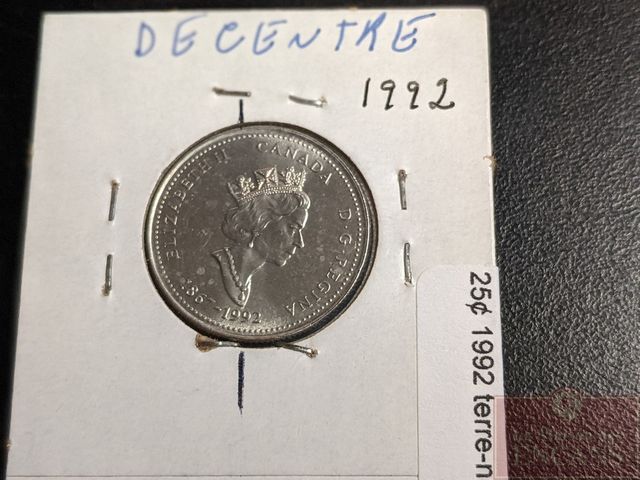 DECENTRE
1992
ELIZABETH II CANADA D·G·REGINA
1867-1992
25¢ 1992 terre-n